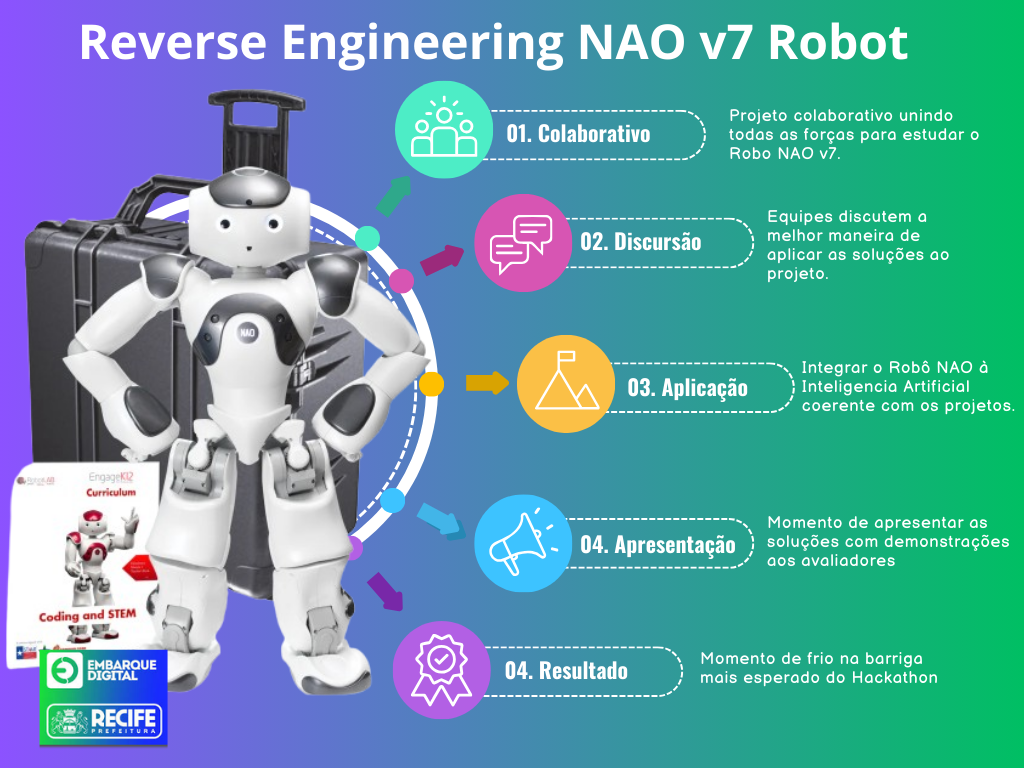 Reverse Engineering NAO v7 Robot
01. Colaborativo
Projeto colaborativo unindo
todas as forças para estudar o
Robo NAO v7.
02. Discursão
Equipes discutem a
melhor maneira de
aplicar as soluções ao
projeto.
NAO
03. Aplicação
Integrar o Robô NAO à
Inteligencia Artificial
coerente com os projetos.
EngageK12
Curriculum
Coding and STEM
04. Apresentação
Momento de apresentar as
soluções com demonstrações
aos avaliadores
04. Resultado
Momento de frio na barriga
mais esperado do Hackathon
EMBARQUE
DIGITAL
RECIFE
PREFEITURA